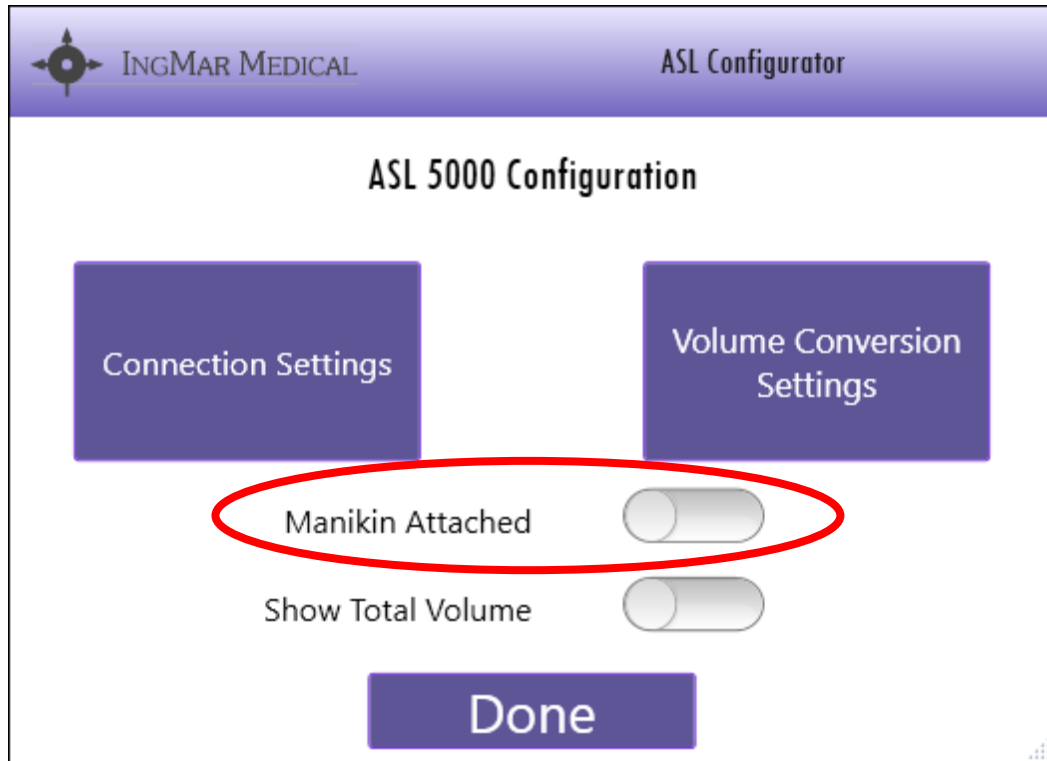 INGMAR MEDICAL
ASL Configurator
ASL 5000 Configuration
Connection Settings
Volume Conversion
Settings
Manikin Attached
Show Total Volume
Done